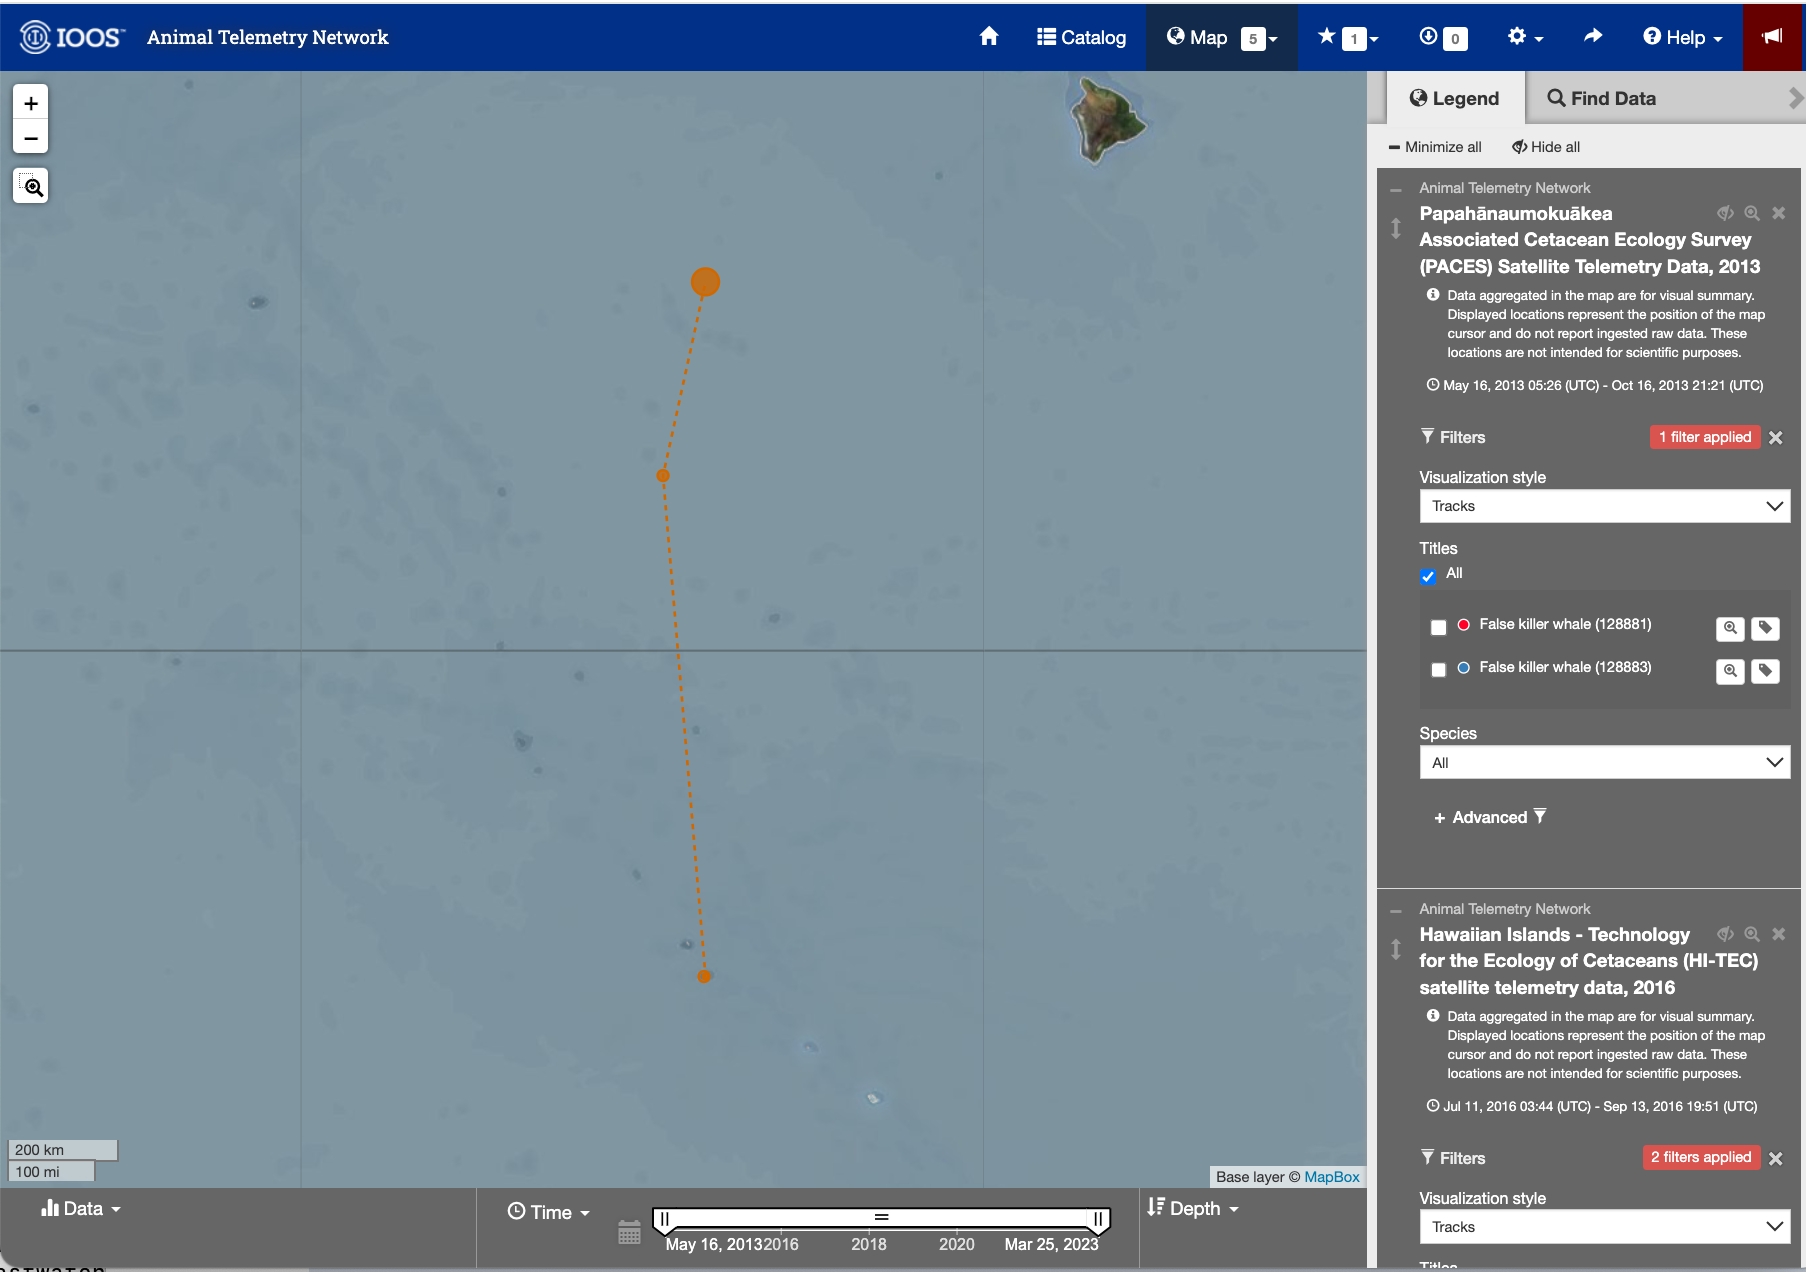 IOOS™ Animal Telemetry Network
Catalog Map 5 1 0 Help
+
−
Legend Find Data
Minimize all Hide all
Animal Telemetry Network
Papahānaumokuākea
Associated Cetacean Ecology Survey
(PACES) Satellite Telemetry Data, 2013
Data aggregated in the map are for visual summary.
Displayed locations represent the position of the map
cursor and do not report ingested raw data. These
locations are not intended for scientific purposes.
May 16, 2013 05:26 (UTC) - Oct 16, 2013 21:21 (UTC)
Filters 1 filter applied
Visualization style
Tracks
Titles
All
False killer whale (128881)
False killer whale (128883)
Species
All
+ Advanced
Animal Telemetry Network
Hawaiian Islands - Technology
for the Ecology of Cetaceans (HI-TEC)
satellite telemetry data, 2016
Data aggregated in the map are for visual summary.
Displayed locations represent the position of the map
cursor and do not report ingested raw data. These
locations are not intended for scientific purposes.
Jul 11, 2016 03:44 (UTC) - Sep 13, 2016 19:51 (UTC)
Filters 2 filters applied
Visualization style
Tracks
Titles
200 km
100 mi
Base layer © MapBox
Data Time Depth
May 16, 2013 2016 2018 2020 Mar 25, 2023